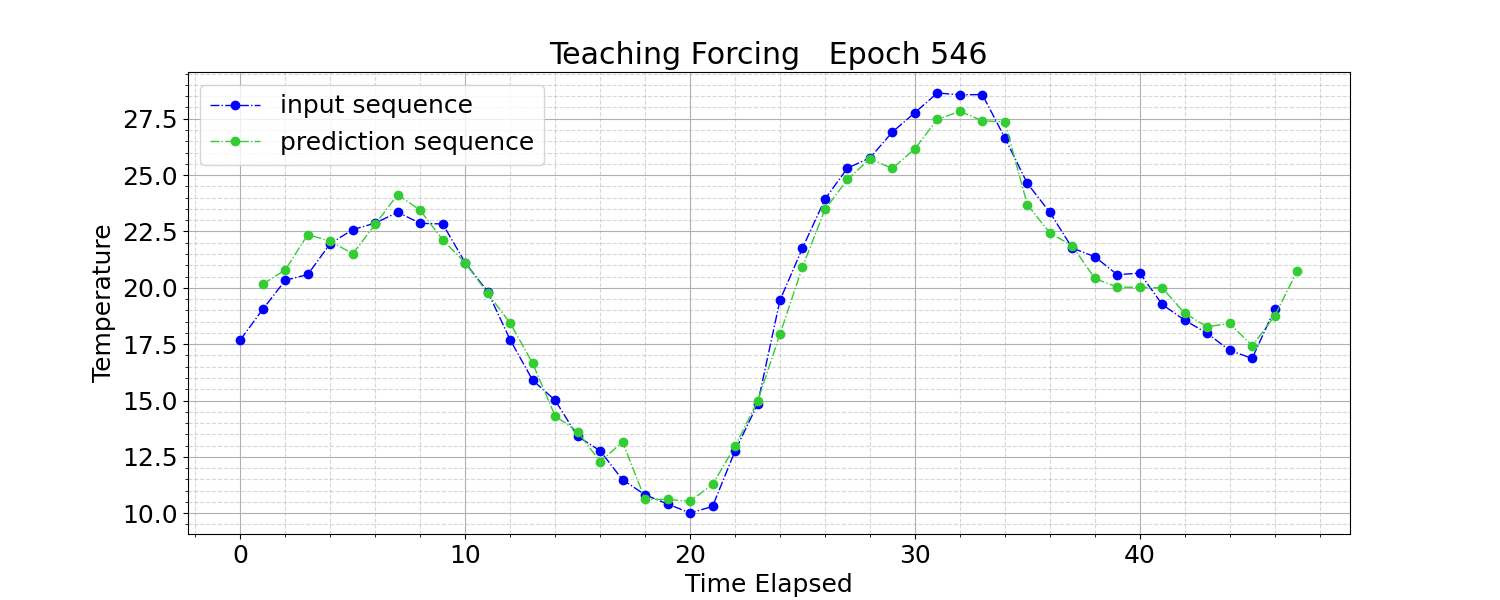 Teaching Forcing   Epoch 546
input sequence
prediction sequence
27.5
25.0
22.5
20.0
17.5
15.0
12.5
10.0
Temperature
0 10 20 30 40
Time Elapsed